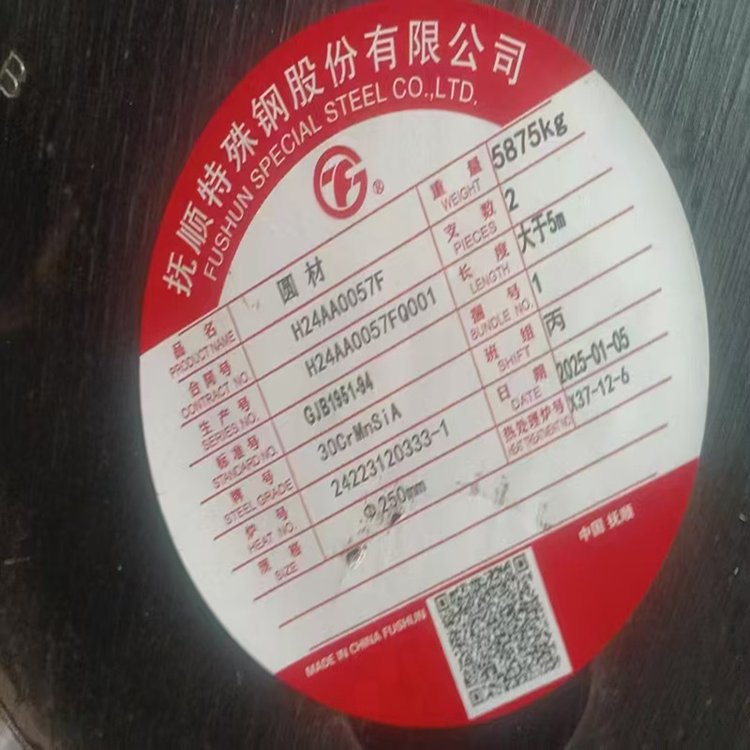 抚顺特殊钢股份有限公司
FUSHUN SPECIAL STEEL CO.,LTD.
®
品名 圆材
PRODUCT NAME
合同号 H24AA0057F
CONTRACT NO.
生产号 H24AA0057FQ001
SERIES NO.
标准号 GJB1951-94
STANDARD NO.
牌号 30CrMnSiA
STEEL GRADE
炉号 24223120333-1
HEAT NO.
规格 Φ250mm
SIZE
重量 5875kg
WEIGHT
支数 2
PIECES
长度 大于5m
LENGTH
捆号 1
BUNDLE NO.
班组 丙
SHIFT
日期 2025-01-05
DATE
热处理炉号 X37-12-6
HEAT TREATMENT NO.
MADE IN CHINA FUSHUN
中国 抚顺